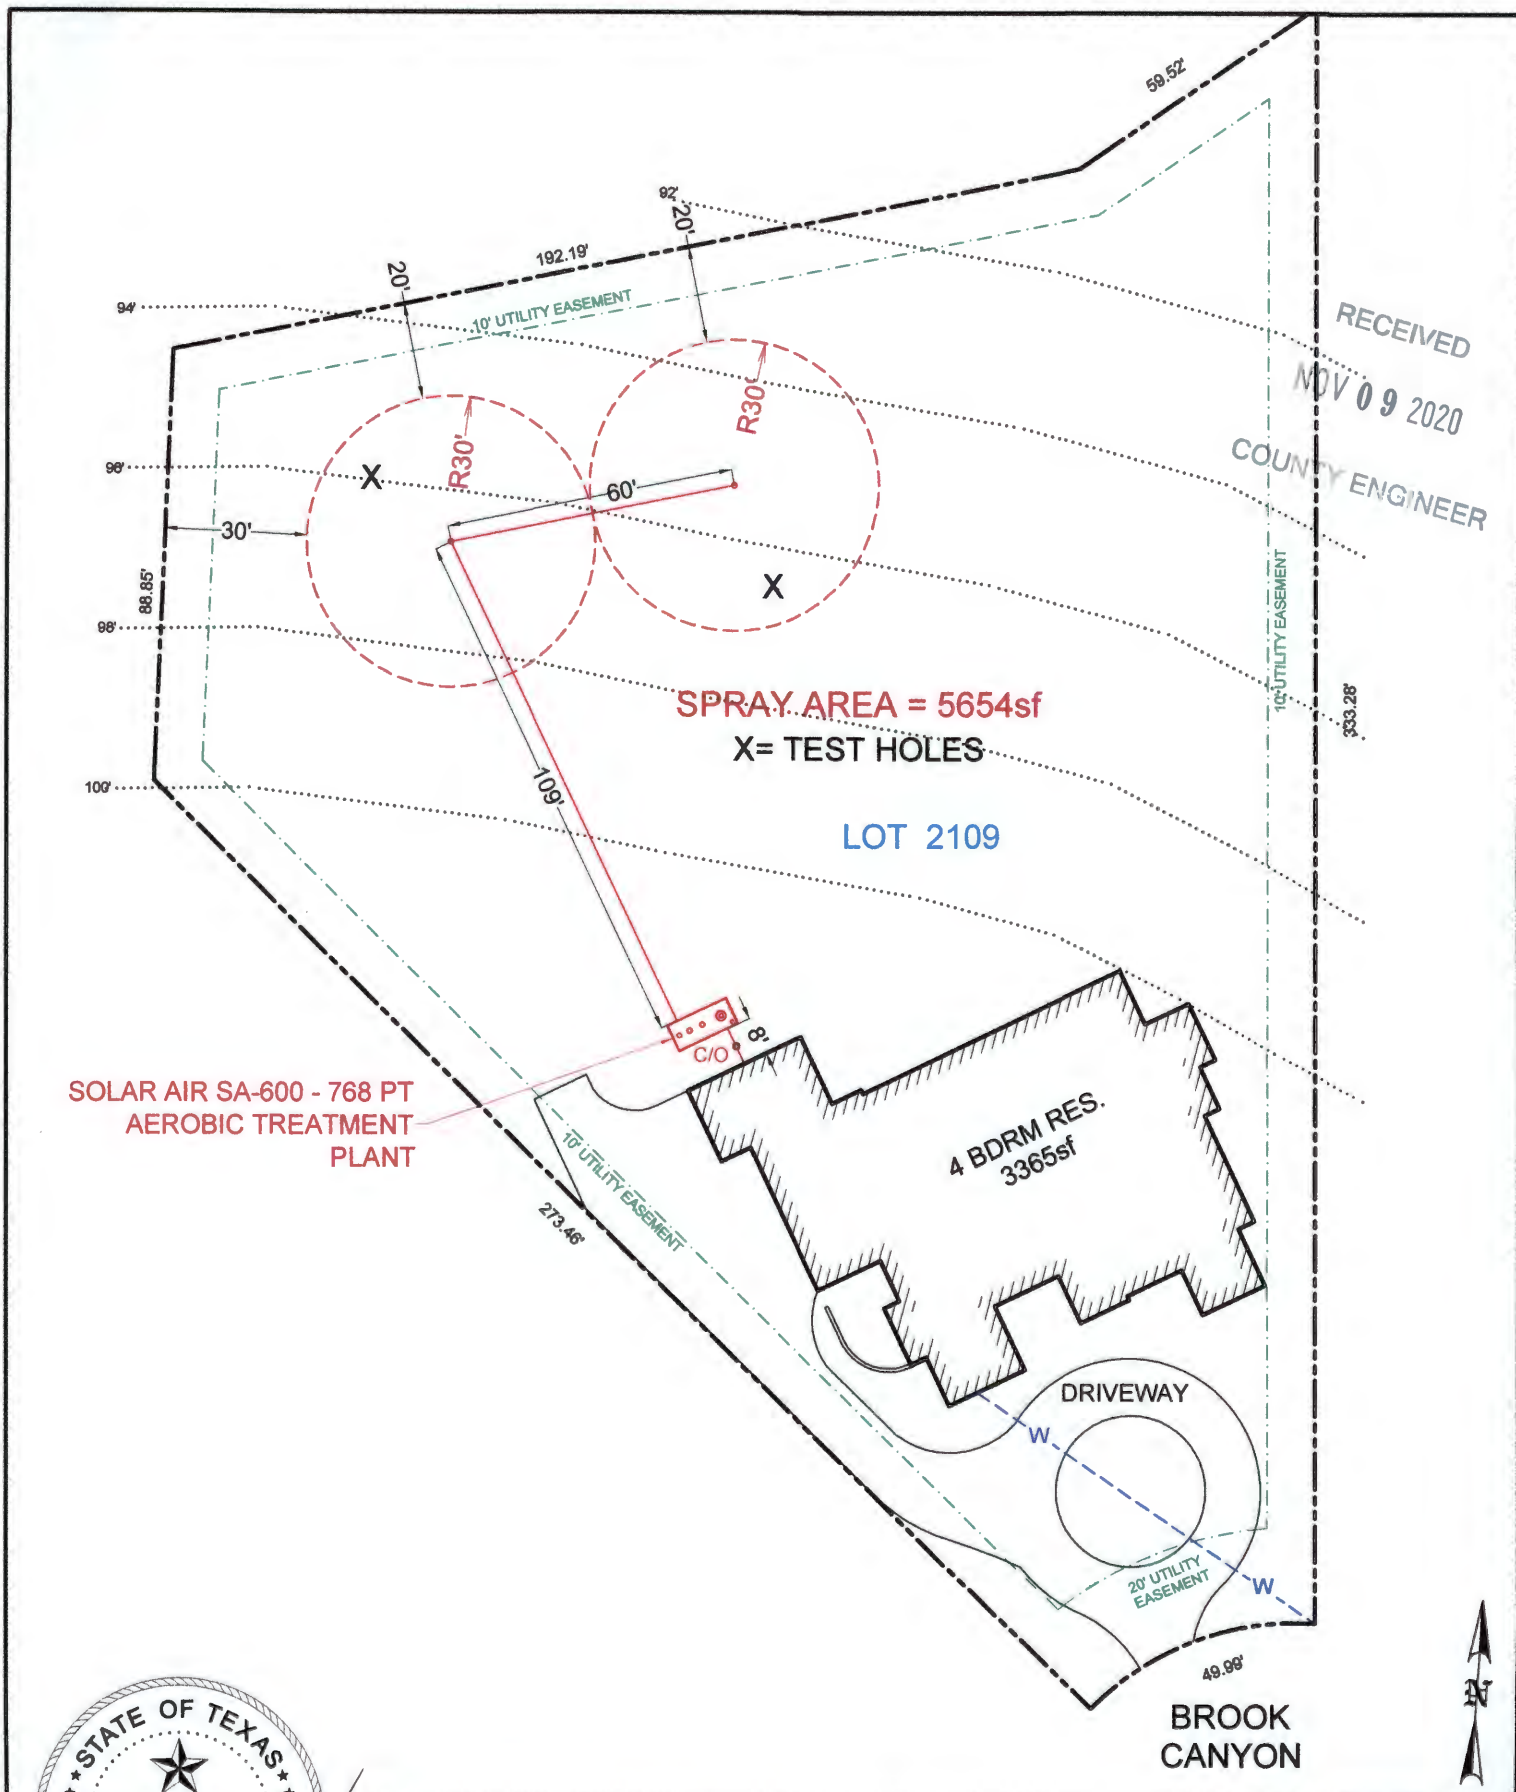 59.52'
92'
20'
192.19'
20'
94'
10' UTILITY EASEMENT
RECEIVED
NOV 09 2020
COUNTY ENGINEER
R30'
R30'
X
96'
60'
30'
X
88.85'
98'
10' UTILITY EASEMENT
SPRAY AREA = 5654sf
X= TEST HOLES
333.28'
109'
100'
LOT 2109
8'
C/O
SOLAR AIR SA-600 - 768 PT
AEROBIC TREATMENT
PLANT
4 BDRM RES.
3365sf
10' UTILITY EASEMENT
273.46'
DRIVEWAY
W
20' UTILITY
EASEMENT
W
49.99'
N
BROOK
CANYON
STATE OF TEXAS